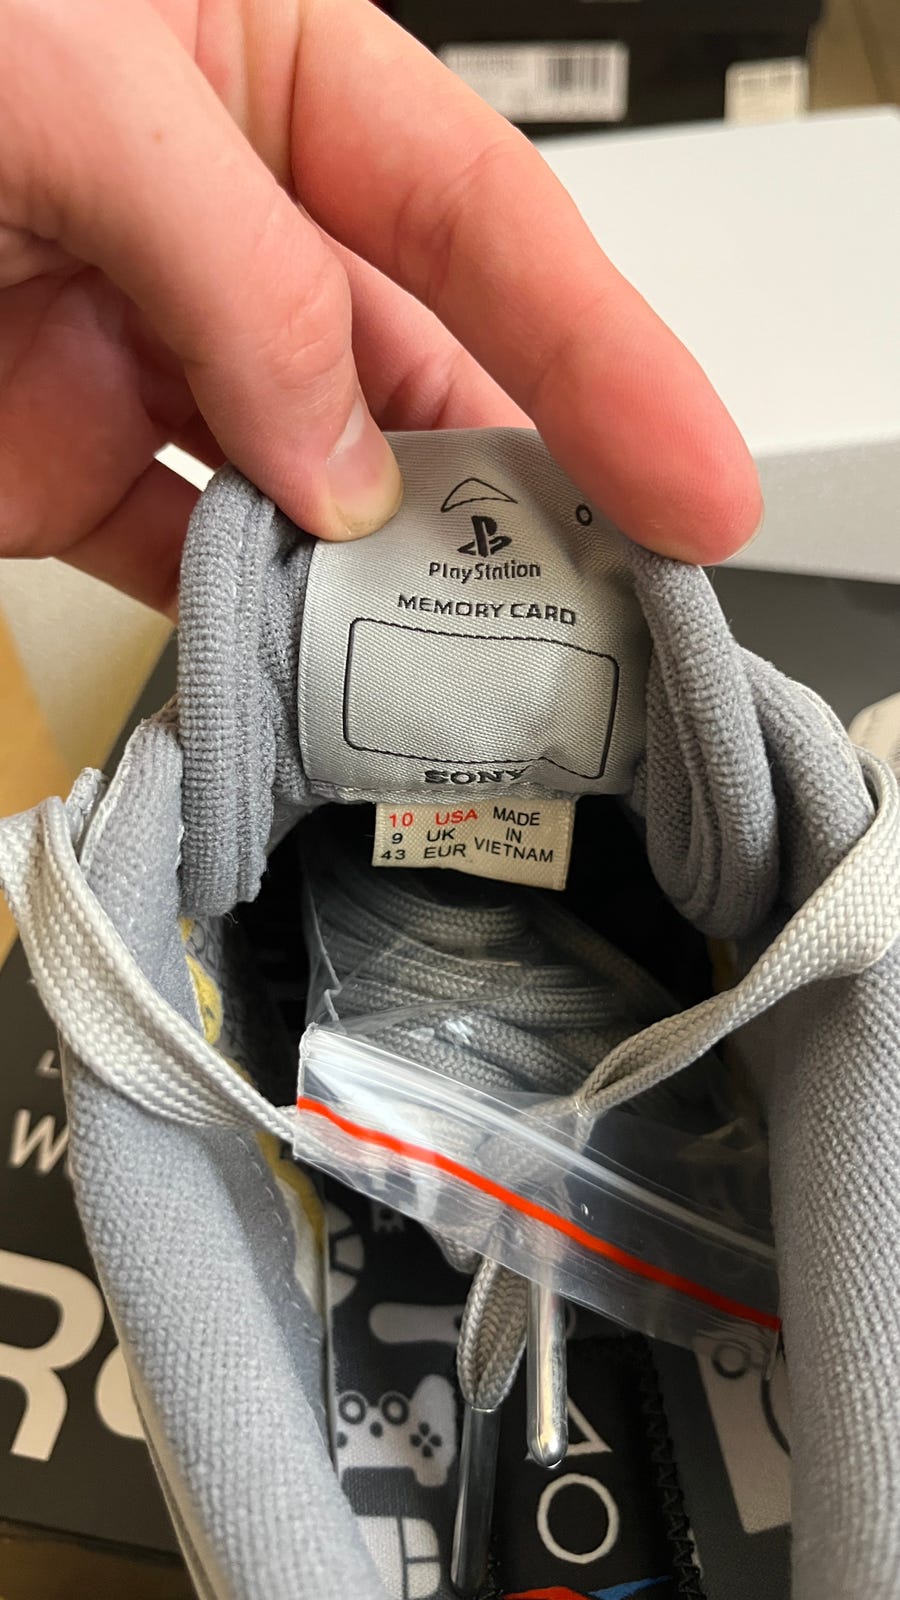 PlayStation
MEMORY CARD
SONY
10 USA MADE
9 UK IN
43 EUR VIETNAM